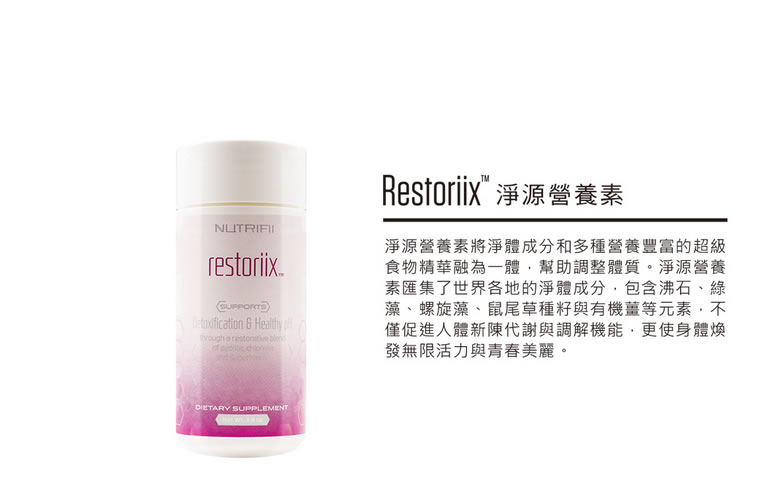 NUTRIFII
restoriix™
SUPPORTS
Detoxification & Healthy pH
through a restorative blend
DIETARY SUPPLEMENT
Restoriix™ 淨源營養素
淨源營養素將淨體成分和多種營養豐富的超級
食物精華融為一體，幫助調整體質。淨源營養
素匯集了世界各地的淨體成分，包含沸石、綠
藻、螺旋藻、鼠尾草種籽與有機薑等元素，不
僅促進人體新陳代謝與調解機能，更使身體煥
發無限活力與青春美麗。